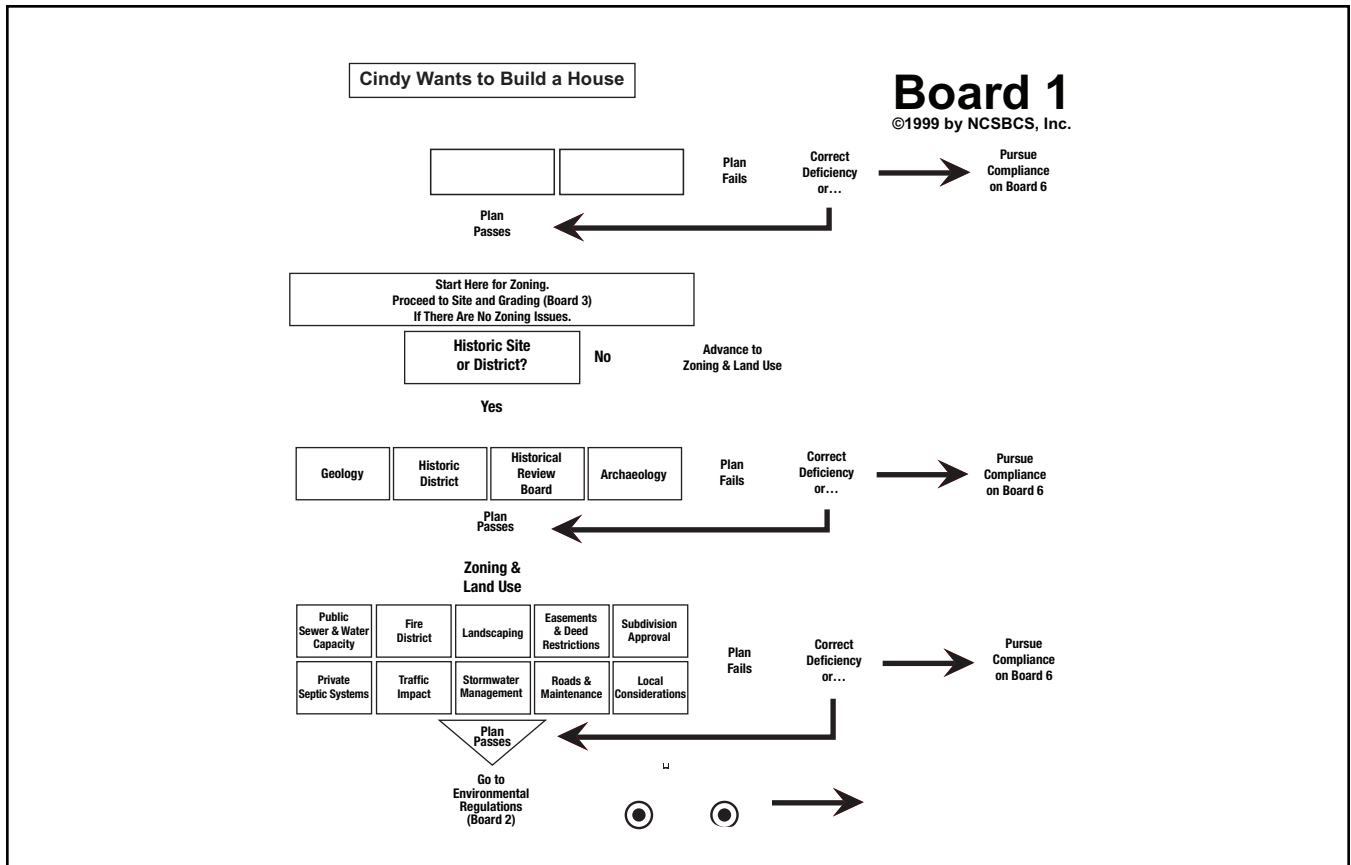 Cindy Wants to Build a House
Board 1
©1999 by NCSBCS, Inc.
Plan
Fails
Correct
Deficiency
or…
Pursue
Compliance
on Board 6
Plan
Passes
Start Here for Zoning.
Proceed to Site and Grading (Board 3)
If There Are No Zoning Issues.
Historic Site
or District?
No
Advance to
Zoning & Land Use
Yes
Geology
Historic
District
Historical
Review
Board
Archaeology
Plan
Fails
Correct
Deficiency
or…
Pursue
Compliance
on Board 6
Plan
Passes
Zoning &
Land Use
Public
Sewer & Water
Capacity
Fire
District
Landscaping
Easements
& Deed
Restrictions
Subdivision
Approval
Private
Septic Systems
Traffic
Impact
Stormwater
Management
Roads &
Maintenance
Local
Considerations
Plan
Fails
Correct
Deficiency
or…
Pursue
Compliance
on Board 6
Plan
Passes
Go to
Environmental
Regulations
(Board 2)